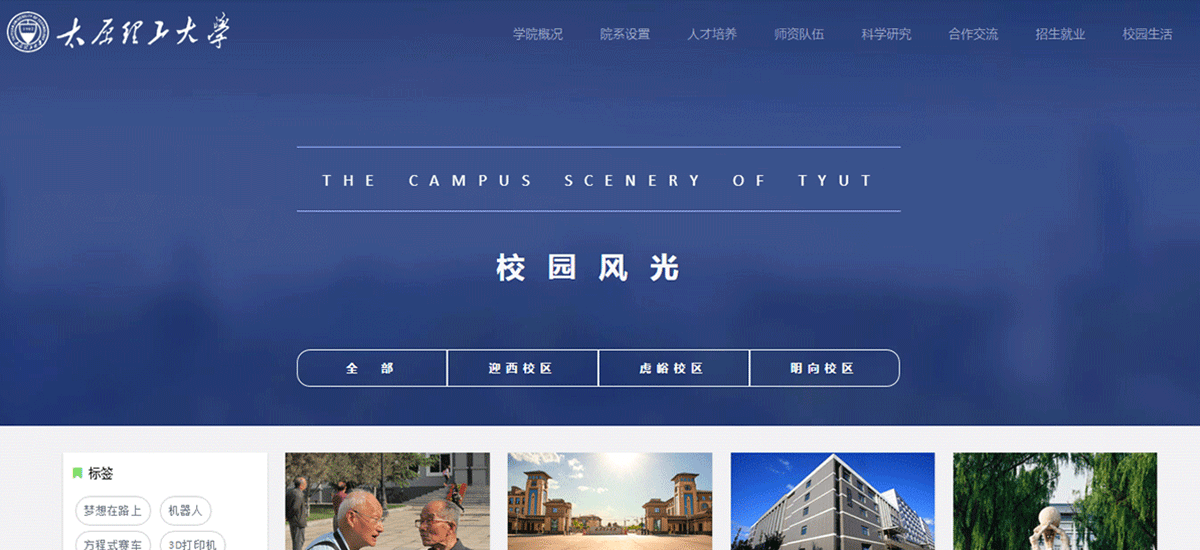 太原理工大學
学院概况 院系设置 人才培养 师资队伍 科学研究 合作交流 招生就业 校园生活
THE CAMPUS SCENERY OF TYUT
校园风光
全 部 迎西校区 虎峪校区 明向校区
标签
梦想在路上 机器人
方程式赛车 3D打印机